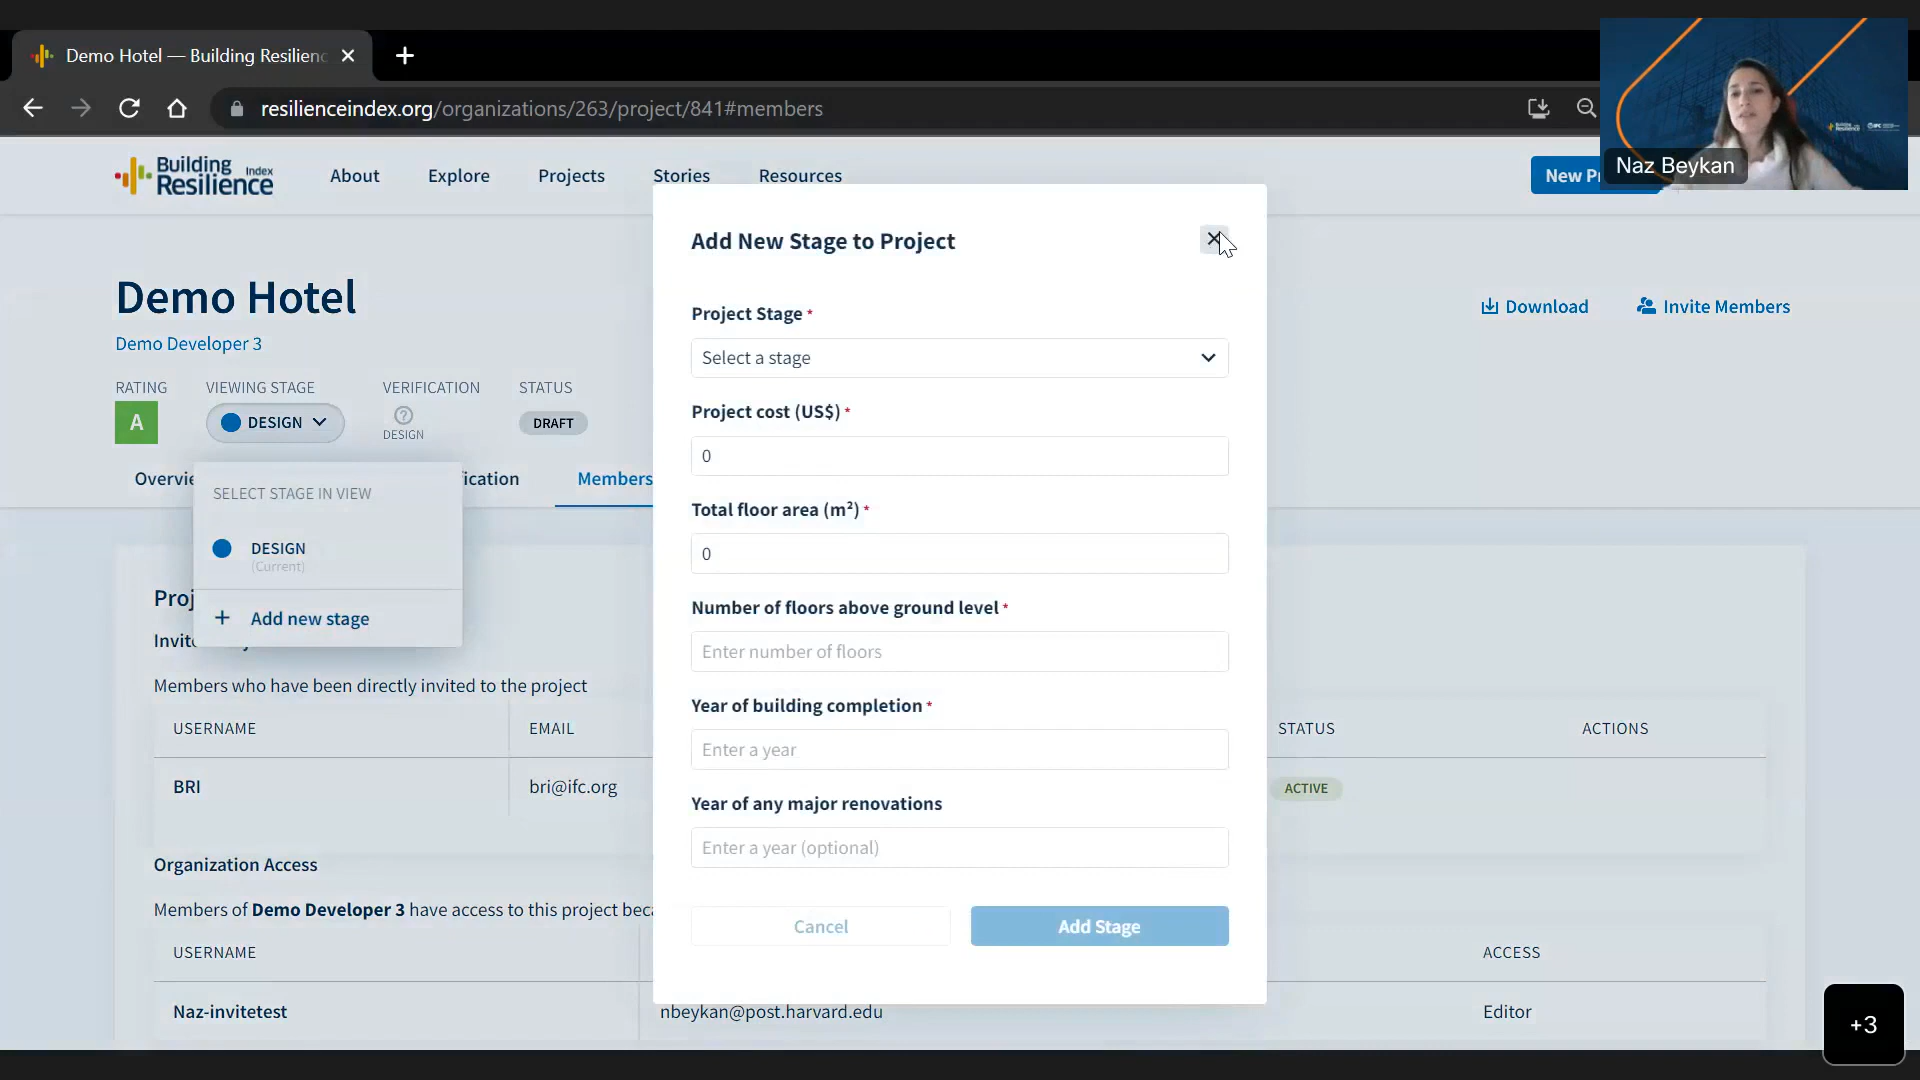 Demo Hotel — Building Resilienc
resilienceindex.org/organizations/263/project/841#members
Naz Beykan
Building
Resilience Index
About
Explore
Projects
Stories
Resources
New P
Demo Hotel
Demo Developer 3
Download
Invite Members
RATING
VIEWING STAGE
VERIFICATION
STATUS
A
DESIGN
DESIGN
DRAFT
Overvie
ication
Members
SELECT STAGE IN VIEW
DESIGN
(Current)
+ Add new stage
Add New Stage to Project
Project Stage *
Select a stage
Project cost (US$) *
0
Total floor area (m²) *
0
Number of floors above ground level *
Enter number of floors
Year of building completion *
Enter a year
Year of any major renovations
Enter a year (optional)
Cancel
Add Stage
Proj
Members who have been directly invited to the project
USERNAME
EMAIL
STATUS
ACTIONS
BRI
bri@ifc.org
ACTIVE
Organization Access
Members of Demo Developer 3 have access to this project beca
USERNAME
ACCESS
Naz-invitetest
nbeykan@post.harvard.edu
Editor
+3